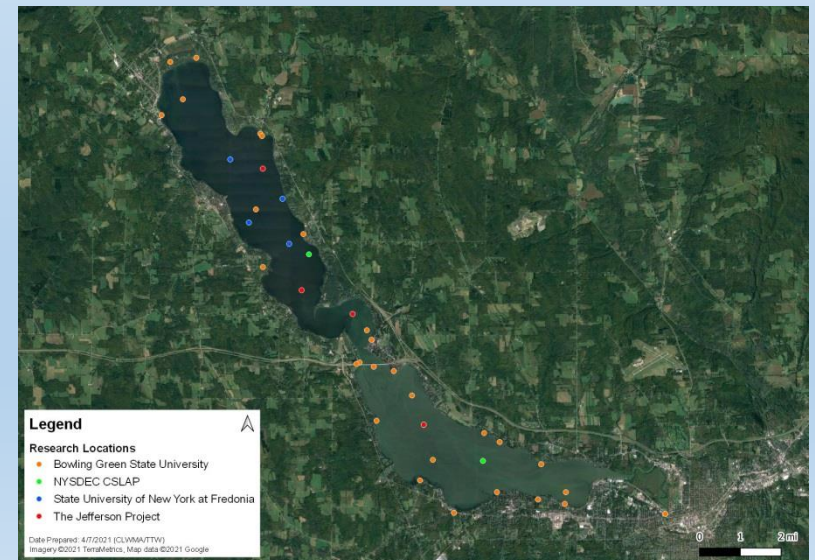 Legend
Research Locations
Bowling Green State University
NYSDEC CSLAP
State University of New York at Fredonia
The Jefferson Project
Date Prepared: 4/7/2021 (CLWMA/TTW)
Imagery ©2021 TerraMetrics, Map data ©2021 Google
0 1 2 mi